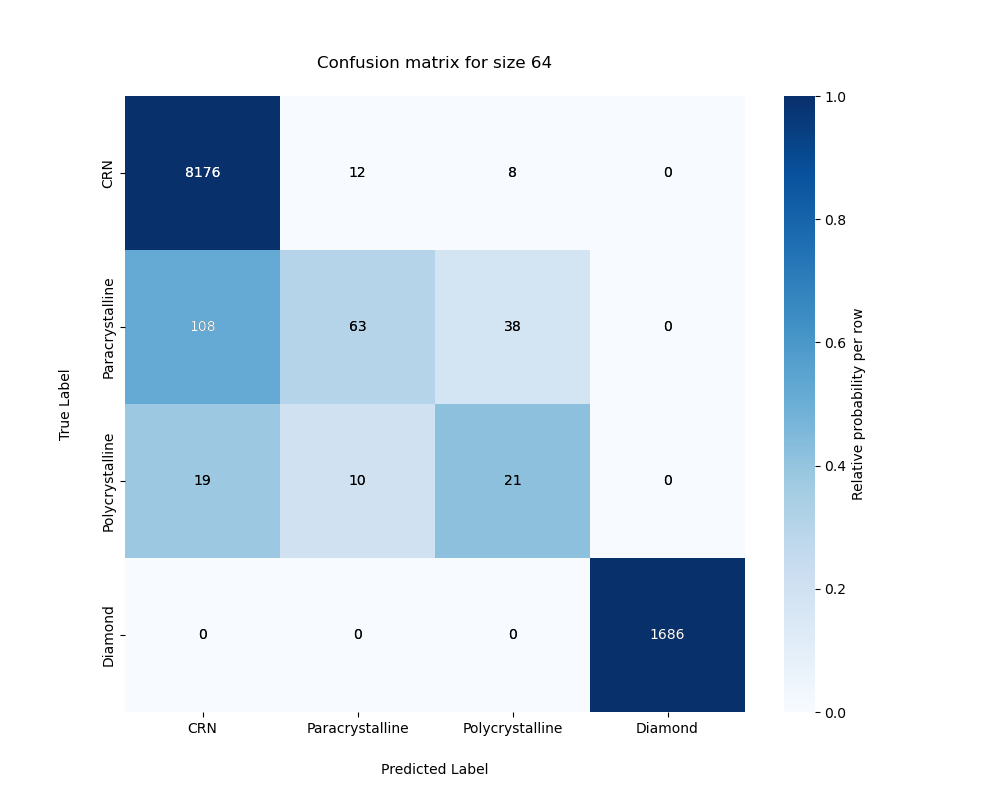 Confusion matrix for size 64
True Label
CRN
8176 12 8 0
Paracrystalline
108 63 38 0
Polycrystalline
19 10 21 0
Diamond
0 0 0 1686
CRN Paracrystalline Polycrystalline Diamond
Predicted Label
1.0
0.8
0.6
0.4
0.2
0.0
Relative probability per row